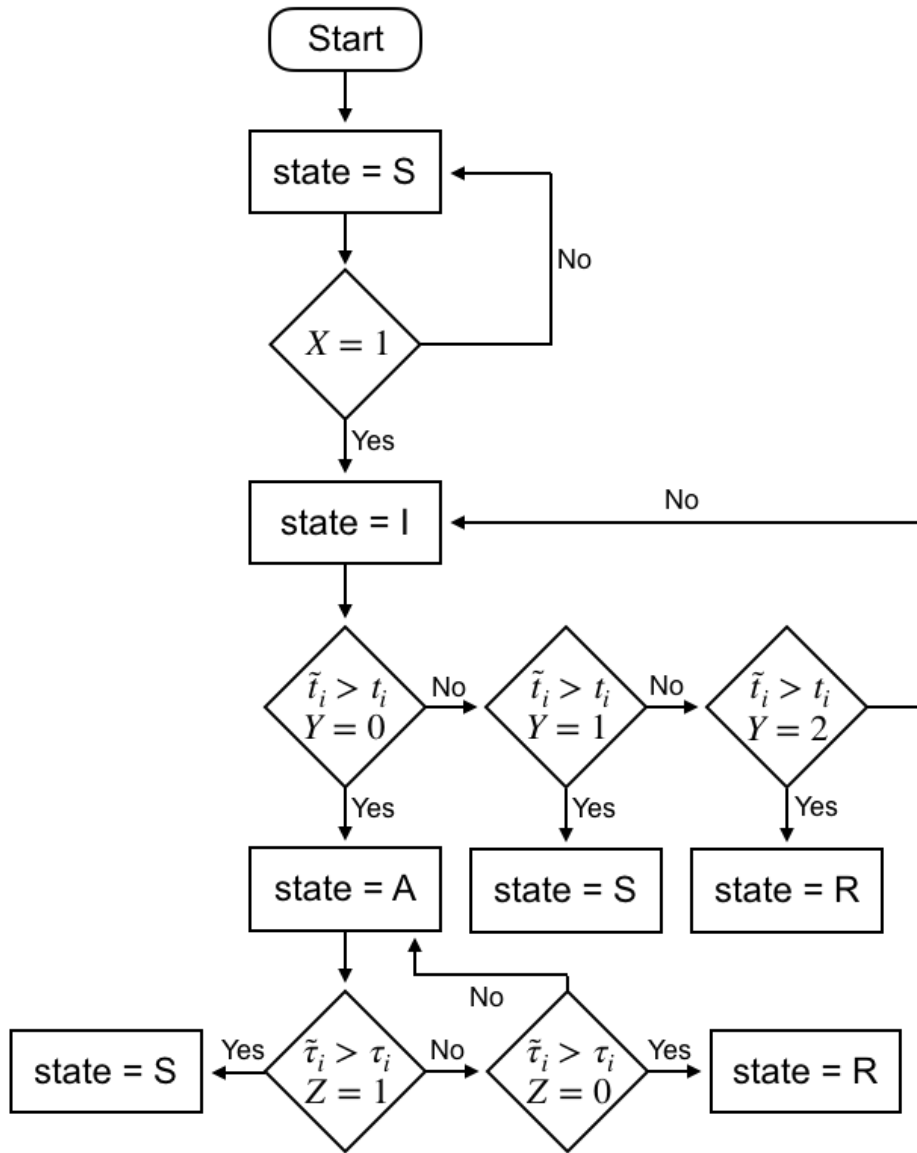 Start
state = S
No
X = 1
Yes
state = I
No
t̃ᵢ > tᵢ
Y = 0
No
t̃ᵢ > tᵢ
Y = 1
No
t̃ᵢ > tᵢ
Y = 2
Yes
Yes
Yes
state = A
state = S
state = R
No
state = S
Yes
τ̃ᵢ > τᵢ
Z = 1
No
τ̃ᵢ > τᵢ
Z = 0
Yes
state = R